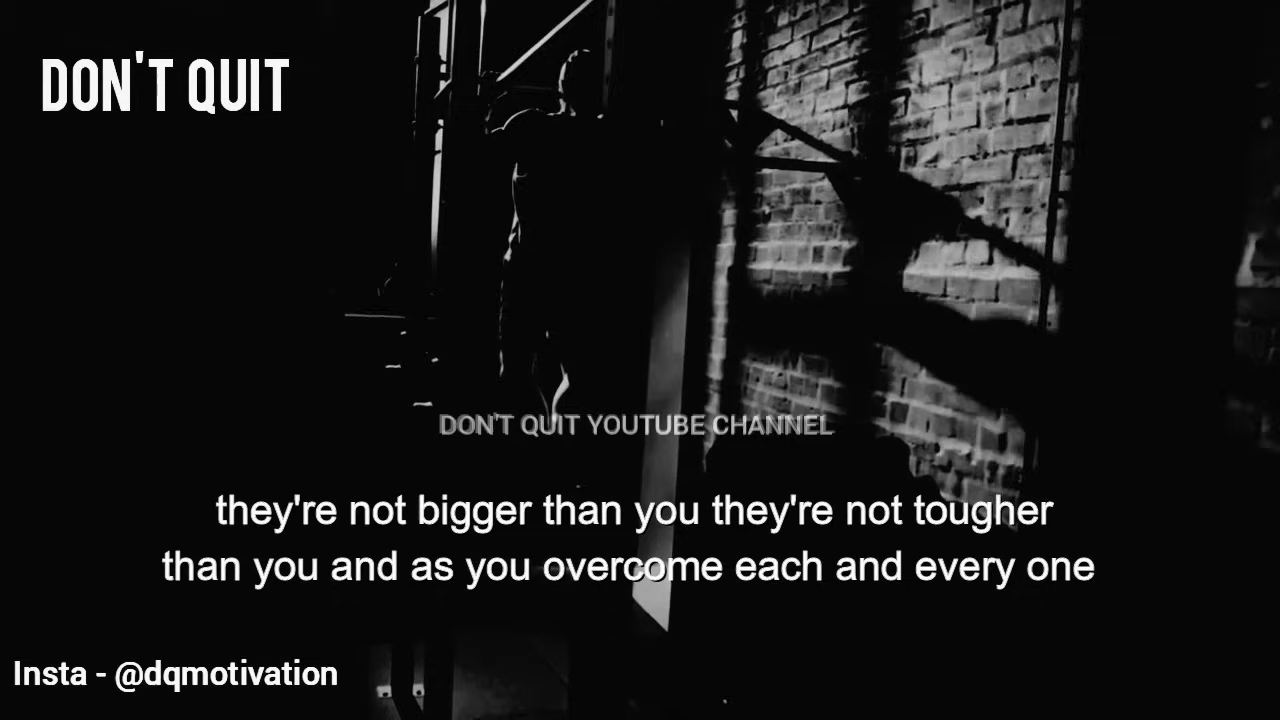 DON'T QUIT
DON'T QUIT YOUTUBE CHANNEL
they're not bigger than you they're not tougher
than you and as you overcome each and every one
Insta - @dqmotivation